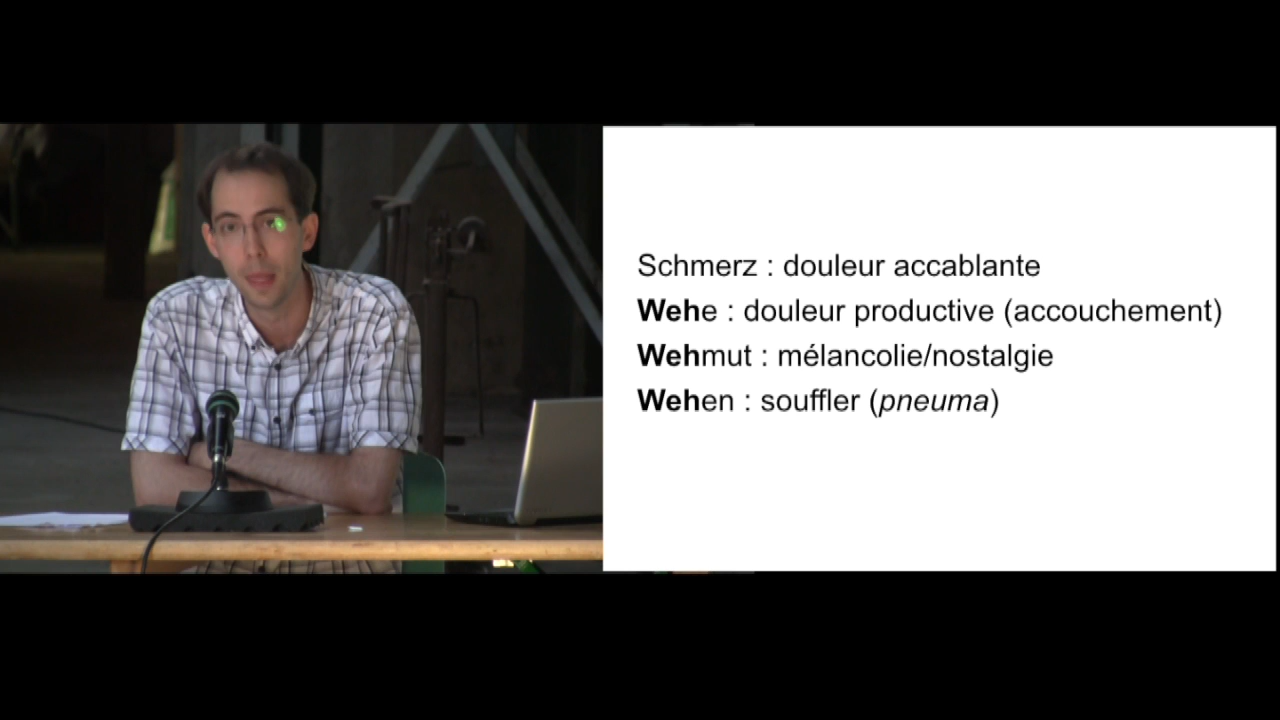 Schmerz : douleur accablante
Wehe : douleur productive (accouchement)
Wehmut : mélancolie/nostalgie
Wehen : souffler (pneuma)